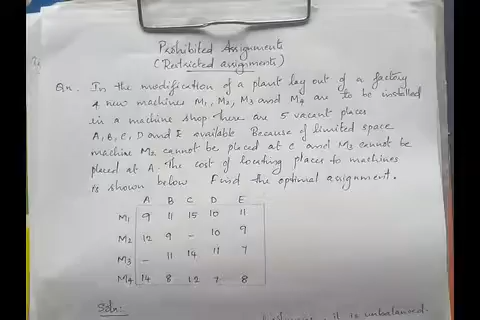 Prohibited Assignments
(Restricted assignments)
Qn. In the modification of a plant lay out of a factory
4 new machines M1, M2, M3 and M4 are to be installed
in a machine shop. There are 5 vacant places
A, B, C, D and E available Because of limited space
machine M2 cannot be placed at C and M3 cannot be
placed at A. The cost of locating places to machines
is shown below Find the optimal assignment.
A B C D E
M1 9 11 15 10 11
M2 12 9 - 10 9
M3 - 11 14 11 7
M4 14 8 12 7 8
Soln:
it is unbalanced.